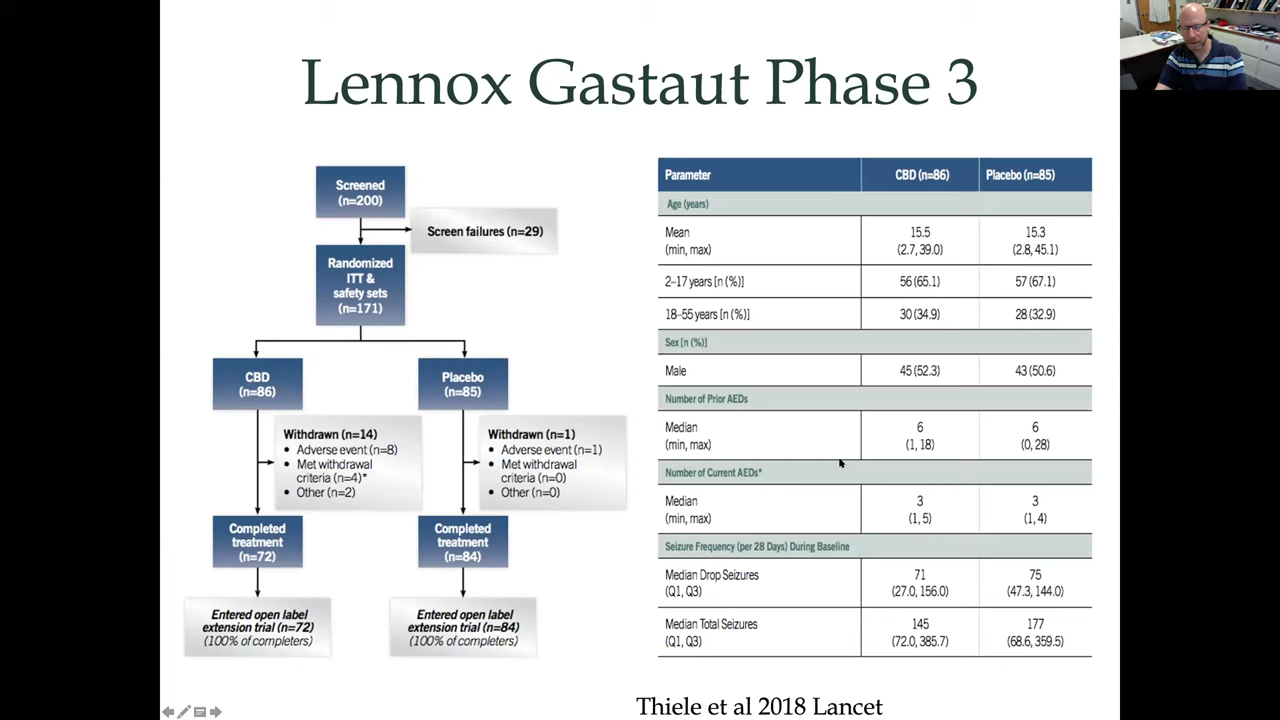 Lennox Gastaut Phase 3
Screened
(n=200)
Screen failures (n=29)
Randomized
ITT &
safety sets
(n=171)
CBD
(n=86)
Placebo
(n=85)
Withdrawn (n=14)
• Adverse event (n=8)
• Met withdrawal
criteria (n=4)*
• Other (n=2)
Withdrawn (n=1)
• Adverse event (n=1)
• Met withdrawal
criteria (n=0)
• Other (n=0)
Completed
treatment
(n=72)
Completed
treatment
(n=84)
Entered open label
extension trial (n=72)
(100% of completers)
Entered open label
extension trial (n=84)
(100% of completers)
Parameter CBD (n=86) Placebo (n=85)
Age (years)
Mean 15.5 15.3
(min, max) (2.7, 39.0) (2.8, 45.1)
2–17 years [n (%)] 56 (65.1) 57 (67.1)
18–55 years [n (%)] 30 (34.9) 28 (32.9)
Sex [n (%)]
Male 45 (52.3) 43 (50.6)
Number of Prior AEDs
Median 6 6
(min, max) (1, 18) (0, 28)
Number of Current AEDs*
Median 3 3
(min, max) (1, 5) (1, 4)
Seizure Frequency (per 28 Days) During Baseline
Median Drop Seizures 71 75
(Q1, Q3) (27.0, 156.0) (47.3, 144.0)
Median Total Seizures 145 177
(Q1, Q3) (72.0, 385.7) (68.6, 359.5)
Thiele et al 2018 Lancet